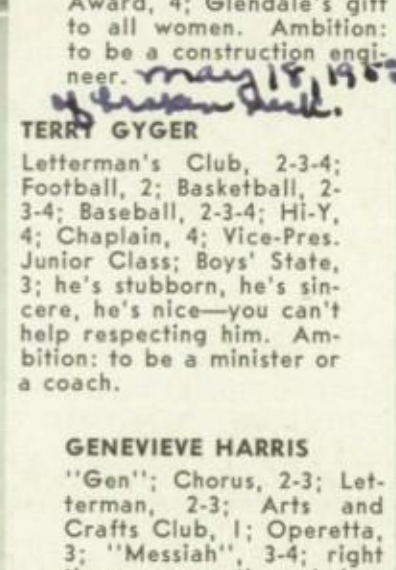 Award, 4; Glendale's gift
to all women. Ambition:
to be a construction engi-
neer. May 18, 195
of broken neck.
TERRY GYGER
Letterman's Club, 2-3-4;
Football, 2; Basketball, 2-
3-4; Baseball, 2-3-4; Hi-Y,
4; Chaplain, 4; Vice-Pres.
Junior Class; Boys' State,
3; he's stubborn, he's sin-
cere, he's nice—you can't
help respecting him. Am-
bition: to be a minister or
a coach.
GENEVIEVE HARRIS
"Gen"; Chorus, 2-3; Let-
terman, 2-3; Arts and
Crafts Club, 1; Operetta,
3; "Messiah", 3-4; right